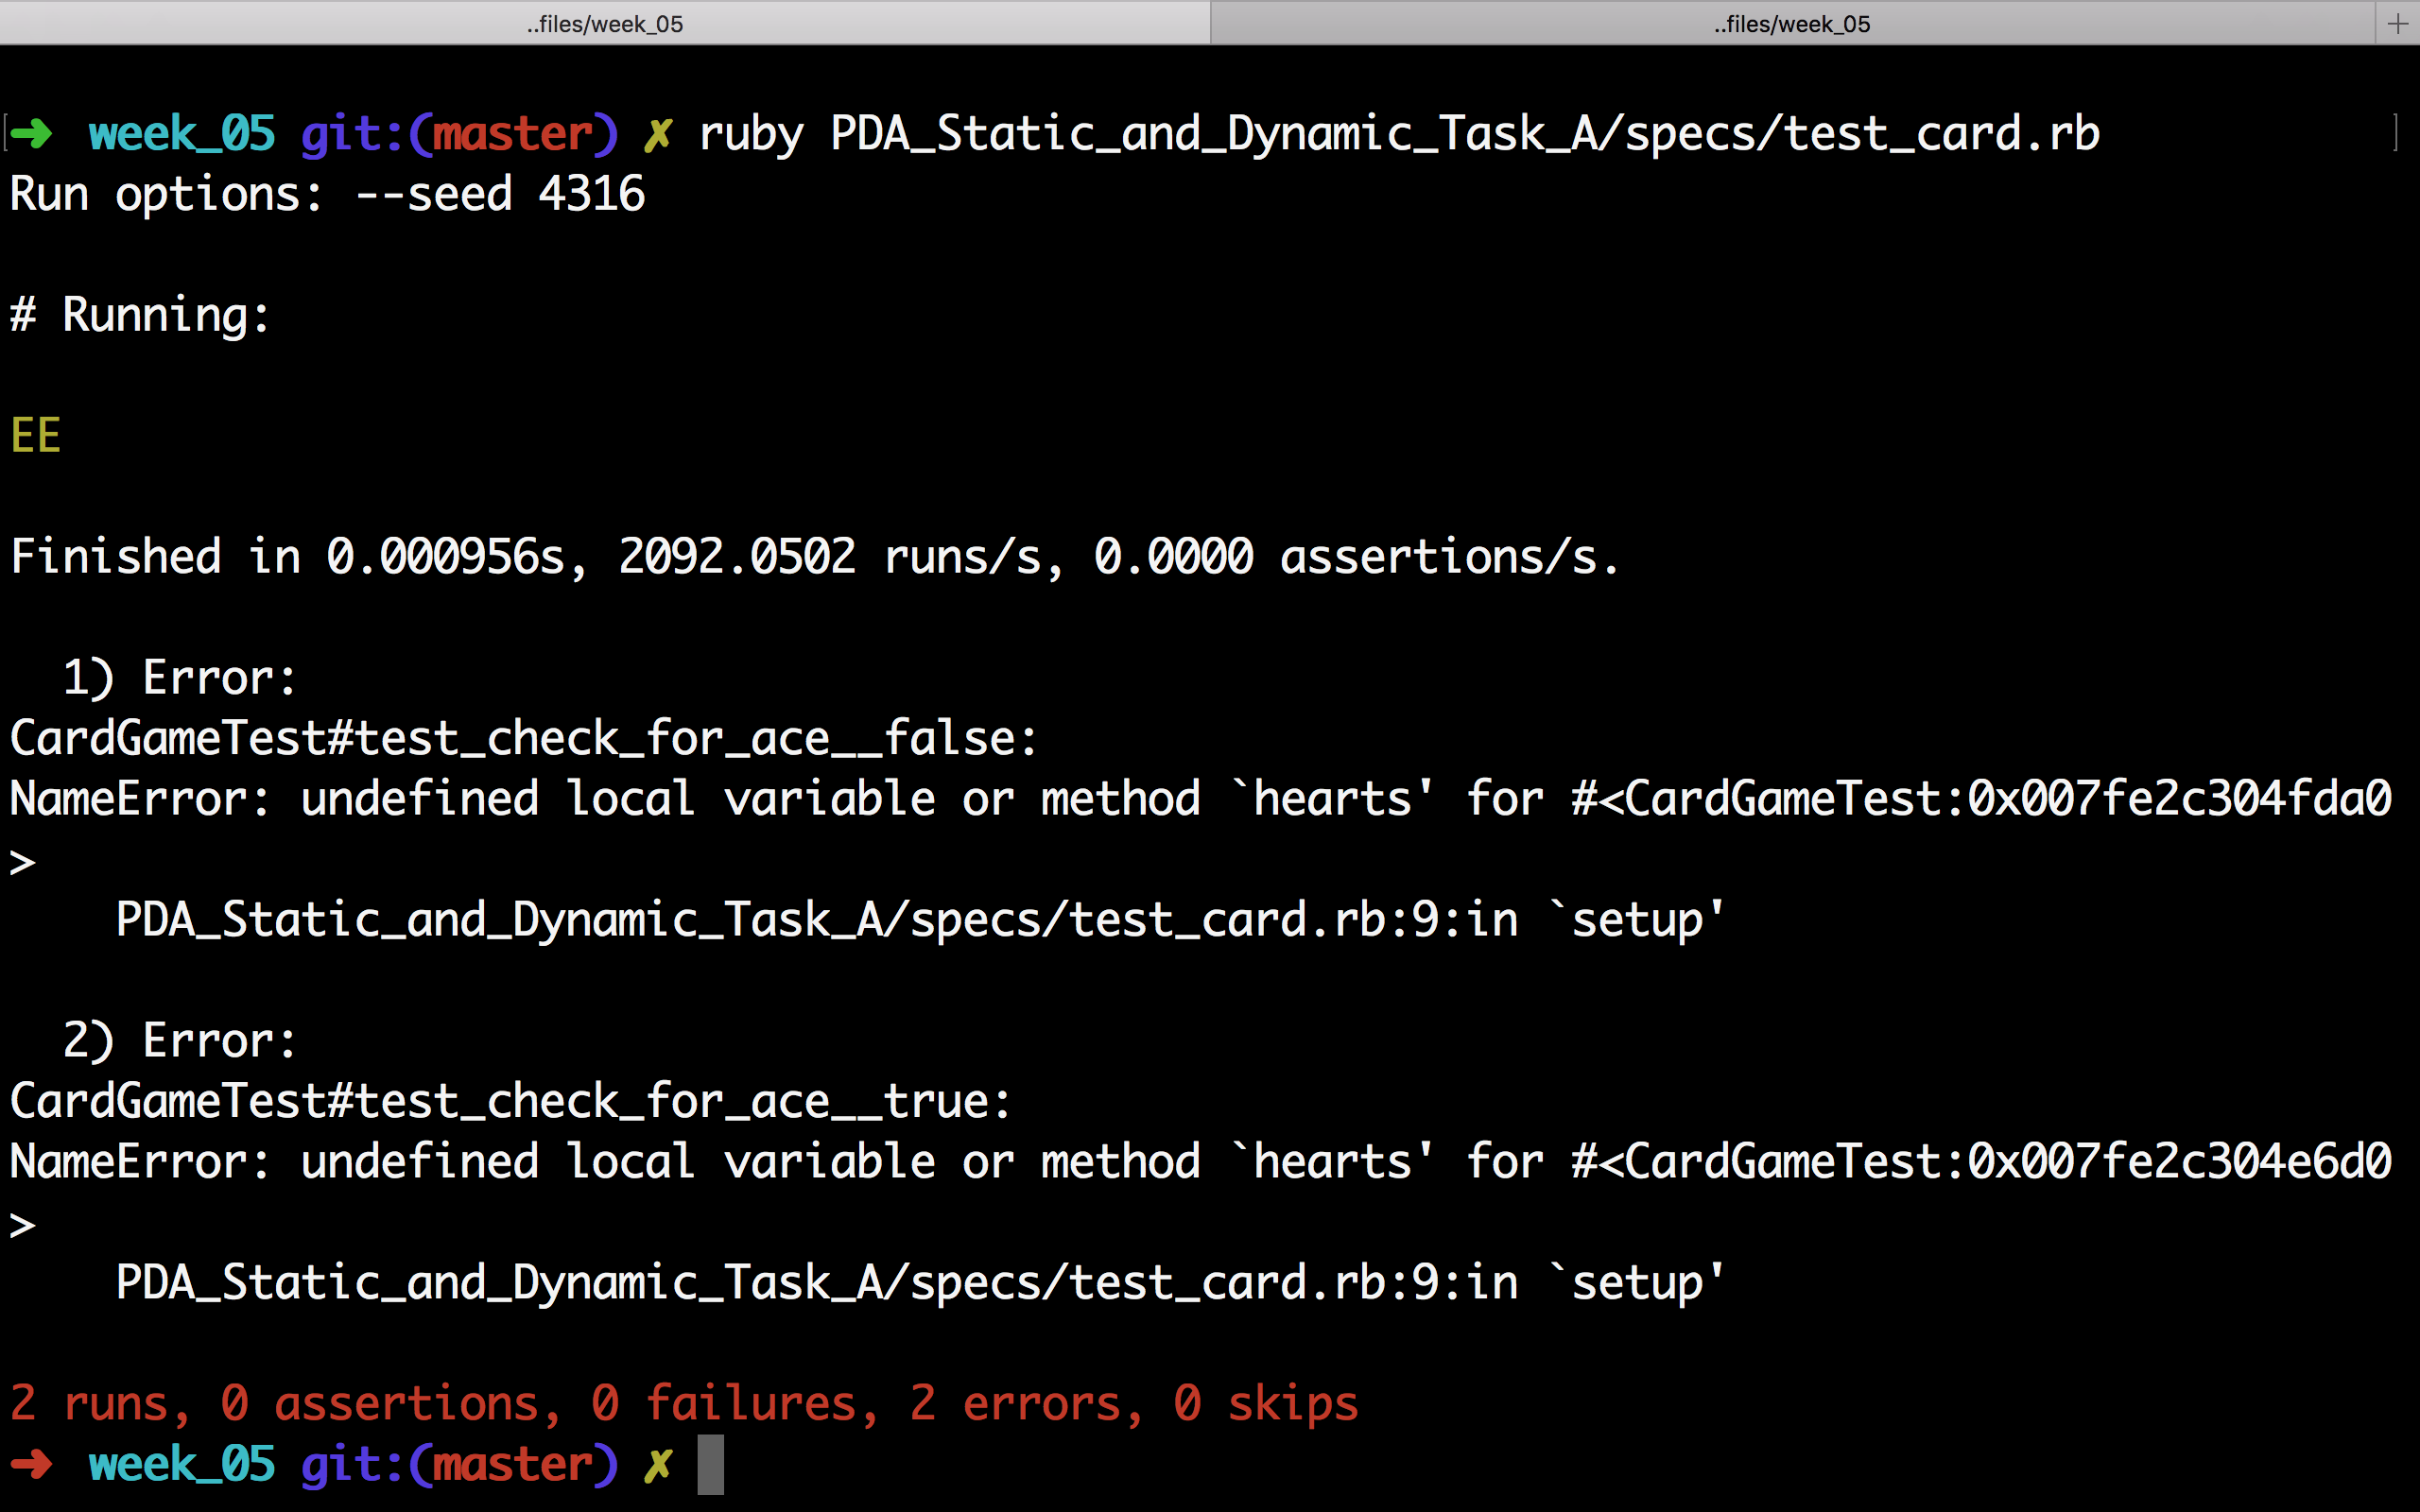 ..files/week_05
..files/week_05
➜ week_05 git:(master) ✗ ruby PDA_Static_and_Dynamic_Task_A/specs/test_card.rb
Run options: --seed 4316
# Running:
EE
Finished in 0.000956s, 2092.0502 runs/s, 0.0000 assertions/s.
1) Error:
CardGameTest#test_check_for_ace__false:
NameError: undefined local variable or method `hearts' for #<CardGameTest:0x007fe2c304fda0
>
PDA_Static_and_Dynamic_Task_A/specs/test_card.rb:9:in `setup'
2) Error:
CardGameTest#test_check_for_ace__true:
NameError: undefined local variable or method `hearts' for #<CardGameTest:0x007fe2c304e6d0
>
PDA_Static_and_Dynamic_Task_A/specs/test_card.rb:9:in `setup'
2 runs, 0 assertions, 0 failures, 2 errors, 0 skips
➜ week_05 git:(master) ✗